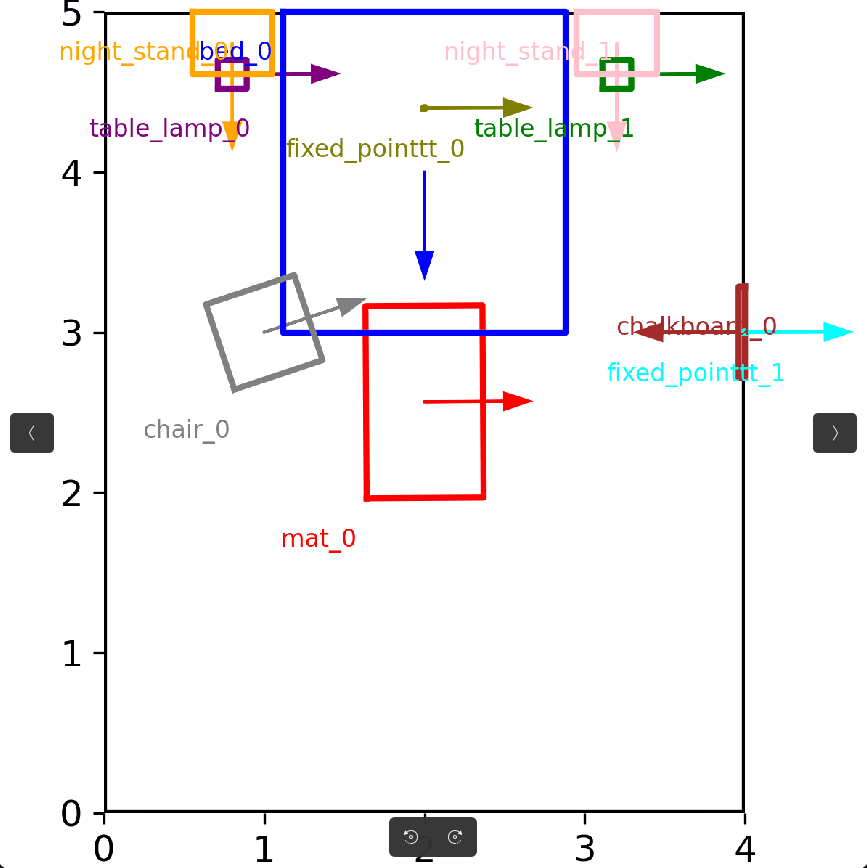 5
night_stand_0
bed_0
night_stand_1
table_lamp_0
table_lamp_1
fixed_pointtt_0
4
chalkboard_0
3
fixed_pointtt_1
chair_0
2
mat_0
1
0
0 1 2 3 4